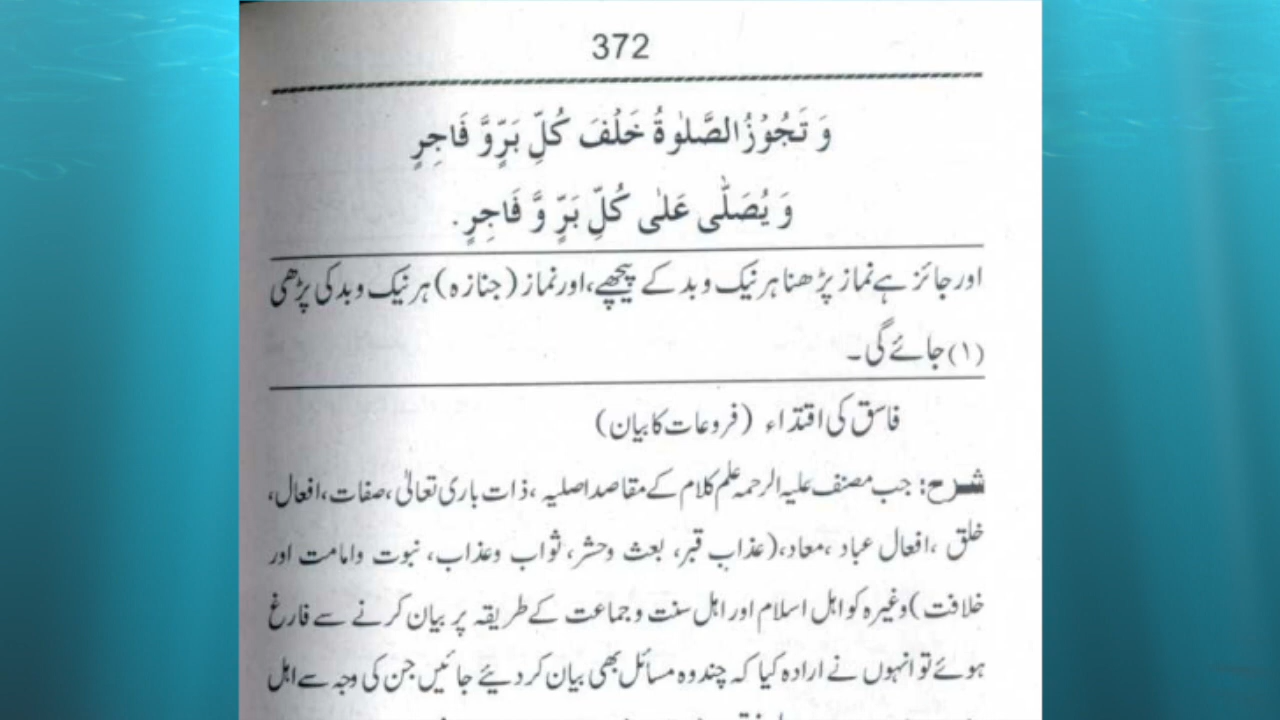 372
وَ تَجُوْزُ الصَّلٰوةُ خَلْفَ كُلِّ بَرٍّ وَّ فَاجِرٍ
وَ يُصَلّٰى عَلٰى كُلِّ بَرٍّ وَّ فَاجِرٍ.
اور جائز ہے نماز پڑھنا ہر نیک و بد کے پیچھے، اور نماز (جنازہ) ہر نیک و بد کی پڑھی
(۱) جائے گی۔
فاسق کی اقتداء (فروعات کا بیان)
شرح: جب مصنف علیہ الرحمہ علم کلام کے مقاصد اصلیہ، ذات باری تعالیٰ، صفات، افعال،
خلق، افعال عباد، معاد، (عذاب قبر، بعث وحشر، ثواب وعذاب، نبوت وامامت اور
خلافت) وغیرہ کو اہل اسلام اور اہل سنت و جماعت کے طریقہ پر بیان کرنے سے فارغ
ہوئے تو انہوں نے ارادہ کیا کہ چند وہ مسائل بھی بیان کر دیئے جائیں جن کی وجہ سے اہل